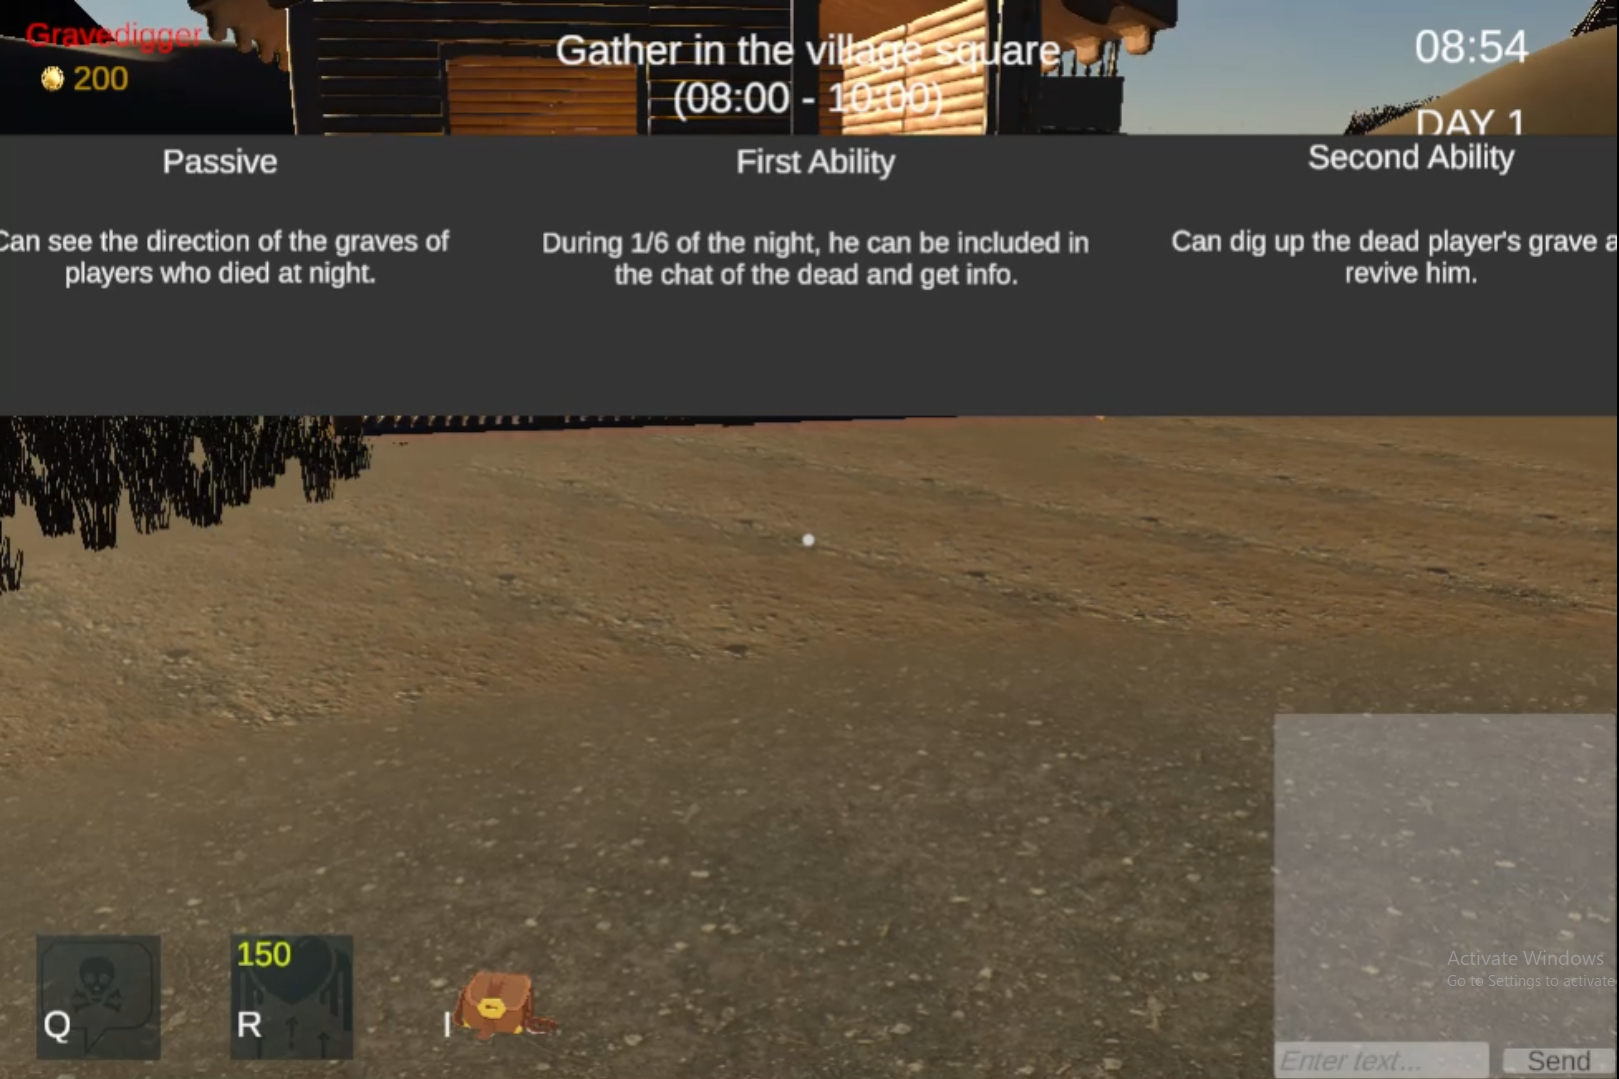 Gravedigger
200
Gather in the village square
(08:00 - 10:00)
08:54
DAY 1
Passive
Can see the direction of the graves of
players who died at night.
First Ability
During 1/6 of the night, he can be included in
the chat of the dead and get info.
Second Ability
Can dig up the dead player's grave a
revive him.
Q
150
R
I
Activate Windows
Go to Settings to activate
Enter text...
Send